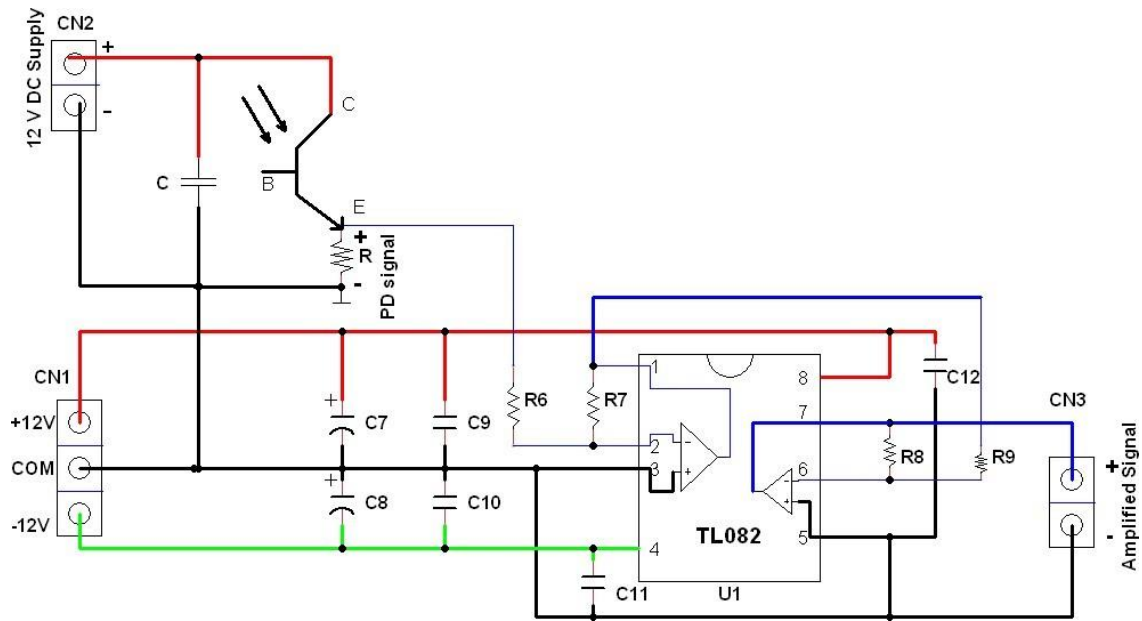 CN2
+
-
12 V DC Supply
C
C
B
E
+
R
-
PD signal
CN1
+12V
COM
-12V
+
C7
C9
+
C8
C10
R6
R7
1
2
3
4
-
+
8
7
6
5
-
+
R8
R9
C12
TL082
U1
C11
CN3
+
-
Amplified Signal